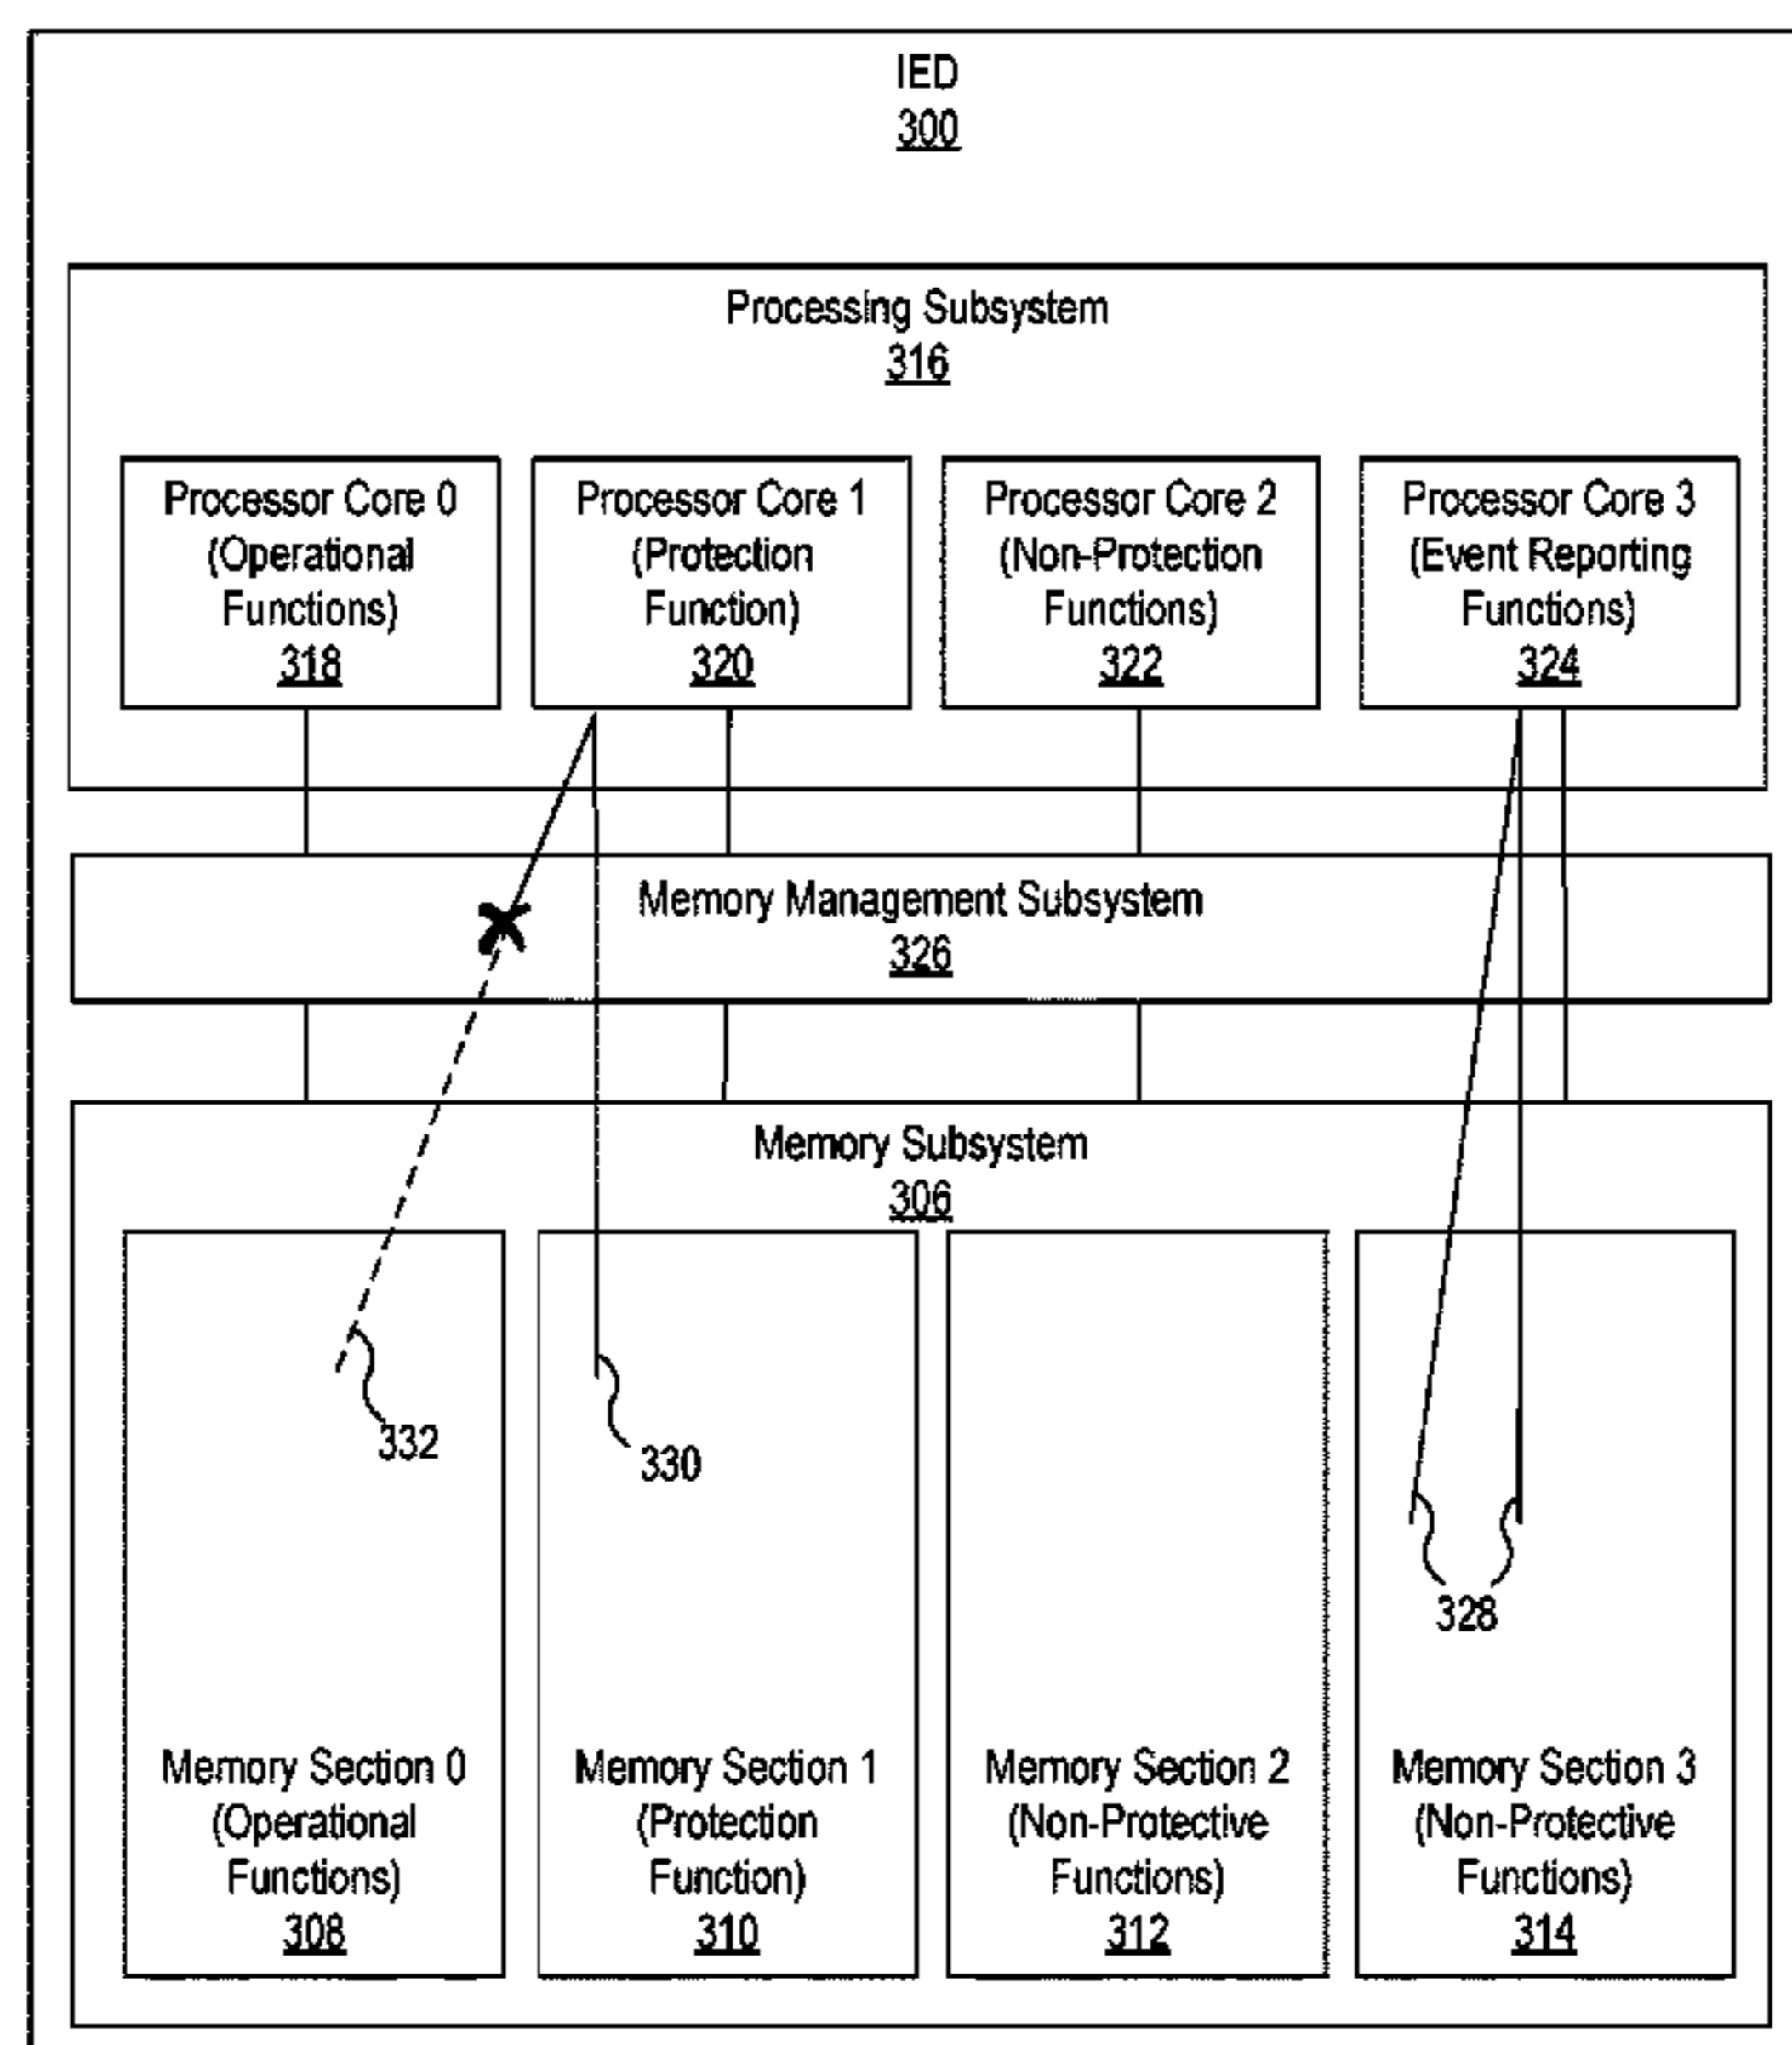 IED
300
Processing Subsystem
316
Processor Core 0
(Operational
Functions)
318
Processor Core 1
(Protection
Function)
320
Processor Core 2
(Non-Protection
Functions)
322
Processor Core 3
(Event Reporting
Functions)
324
Memory Management Subsystem
326
Memory Subsystem
306
332
330
328
Memory Section 0
(Operational
Functions)
308
Memory Section 1
(Protection
Function)
310
Memory Section 2
(Non-Protective
Functions)
312
Memory Section 3
(Non-Protective
Functions)
314